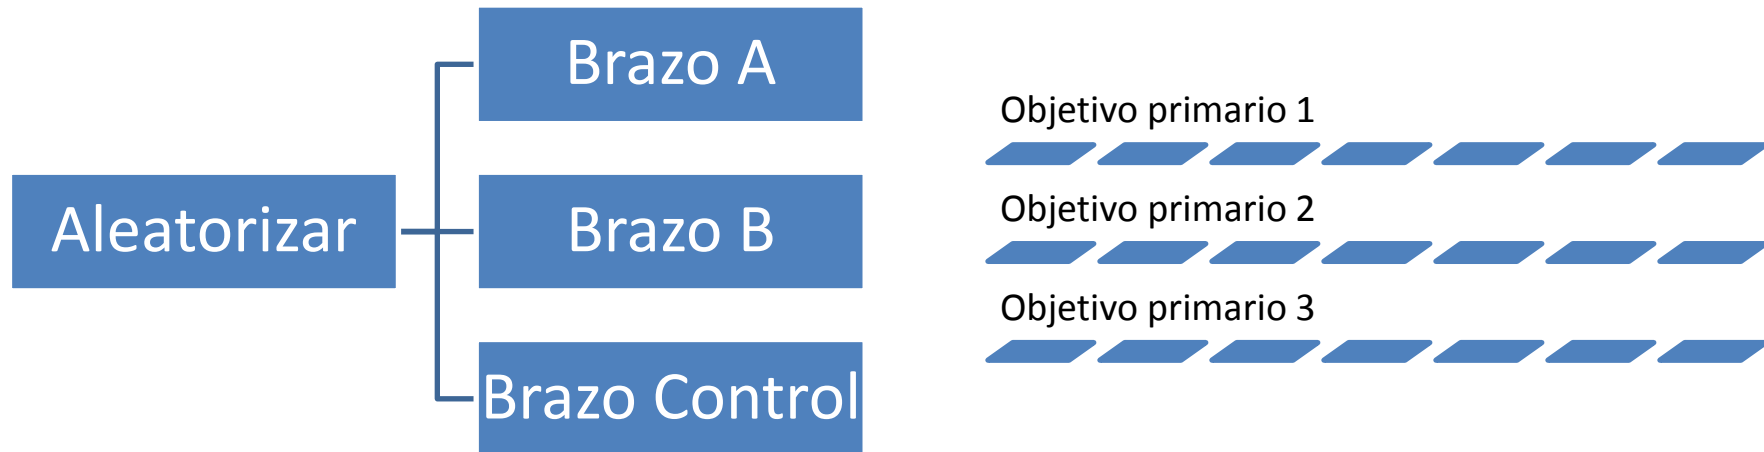 Aleatorizar
Brazo A
Brazo B
Brazo Control
Objetivo primario 1
Objetivo primario 2
Objetivo primario 3